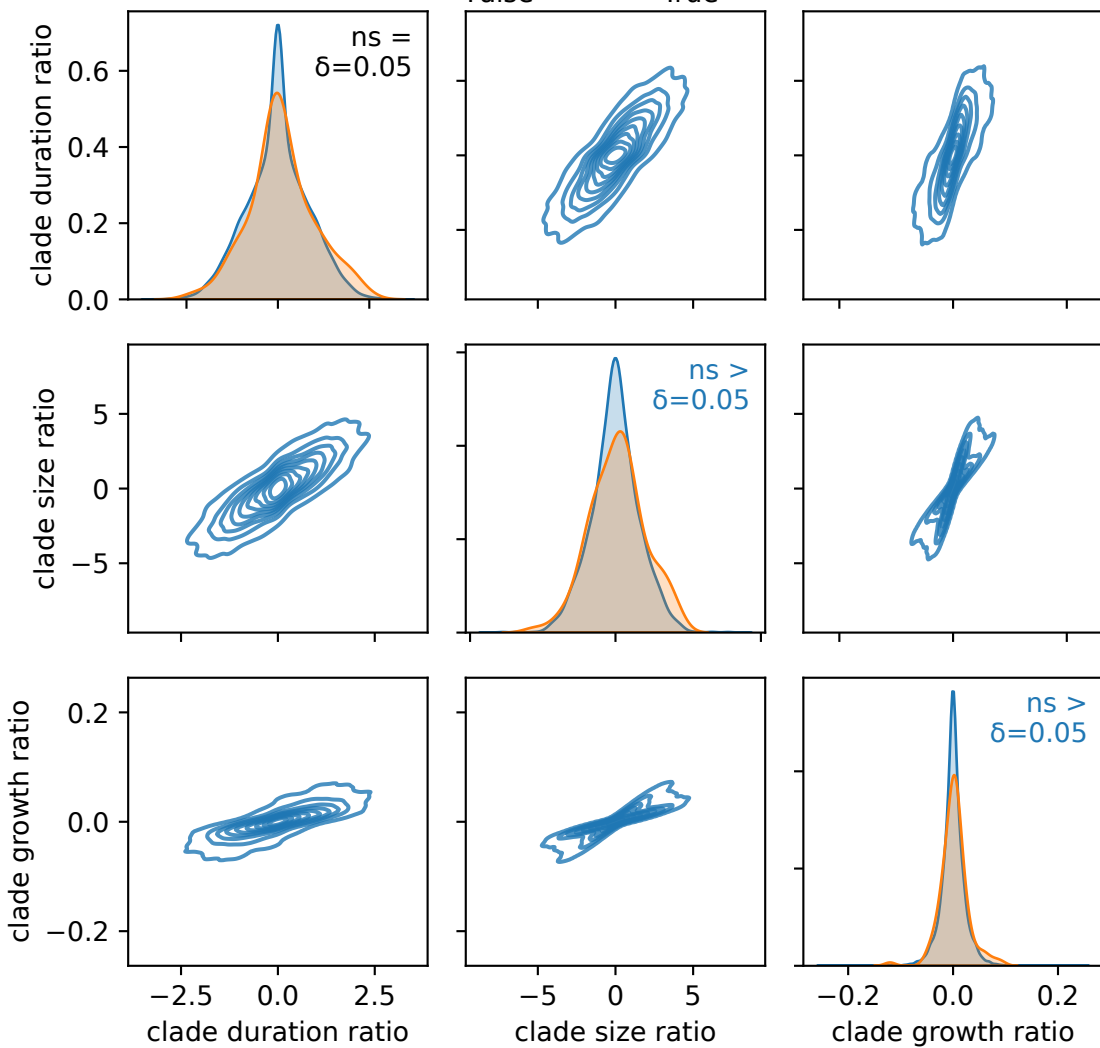 clade duration ratio
0.6
0.4
0.2
0.0
ns =
δ=0.05
clade size ratio
5
0
−5
ns >
δ=0.05
clade growth ratio
0.2
0.0
−0.2
ns >
δ=0.05
−2.5 0.0 2.5
−5 0 5
−0.2 0.0 0.2
clade duration ratio
clade size ratio
clade growth ratio